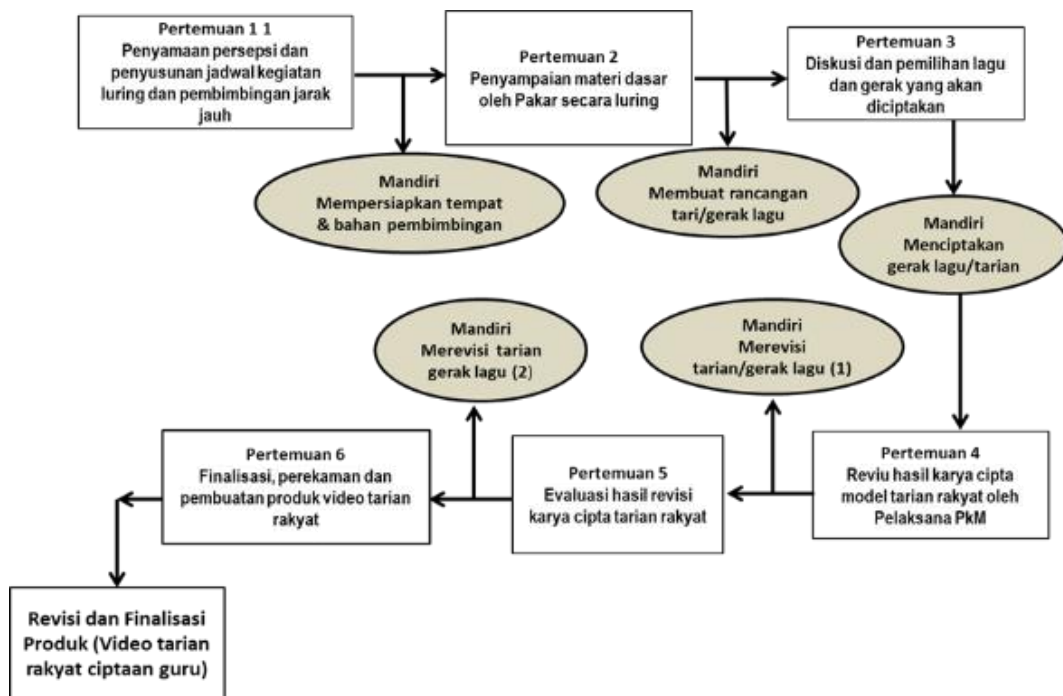 Pertemuan 1 1
Penyamaan persepsi dan
penyusunan jadwal kegiatan
luring dan pembimbingan jarak
jauh
Pertemuan 2
Penyampaian materi dasar
oleh Pakar secara luring
Pertemuan 3
Diskusi dan pemilihan lagu
dan gerak yang akan
diciptakan
Mandiri
Mempersiapkan tempat
& bahan pembimbingan
Mandiri
Membuat rancangan
tari/gerak lagu
Mandiri
Menciptakan
gerak lagu/tarian
Mandiri
Merevisi tarian
gerak lagu (2)
Mandiri
Merevisi
tarian/gerak lagu (1)
Pertemuan 6
Finalisasi, perekaman dan
pembuatan produk video tarian
rakyat
Pertemuan 5
Evaluasi hasil revisi
karya cipta tarian rakyat
Pertemuan 4
Reviu hasil karya cipta
model tarian rakyat oleh
Pelaksana PkM
Revisi dan Finalisasi
Produk (Video tarian
rakyat ciptaan guru)